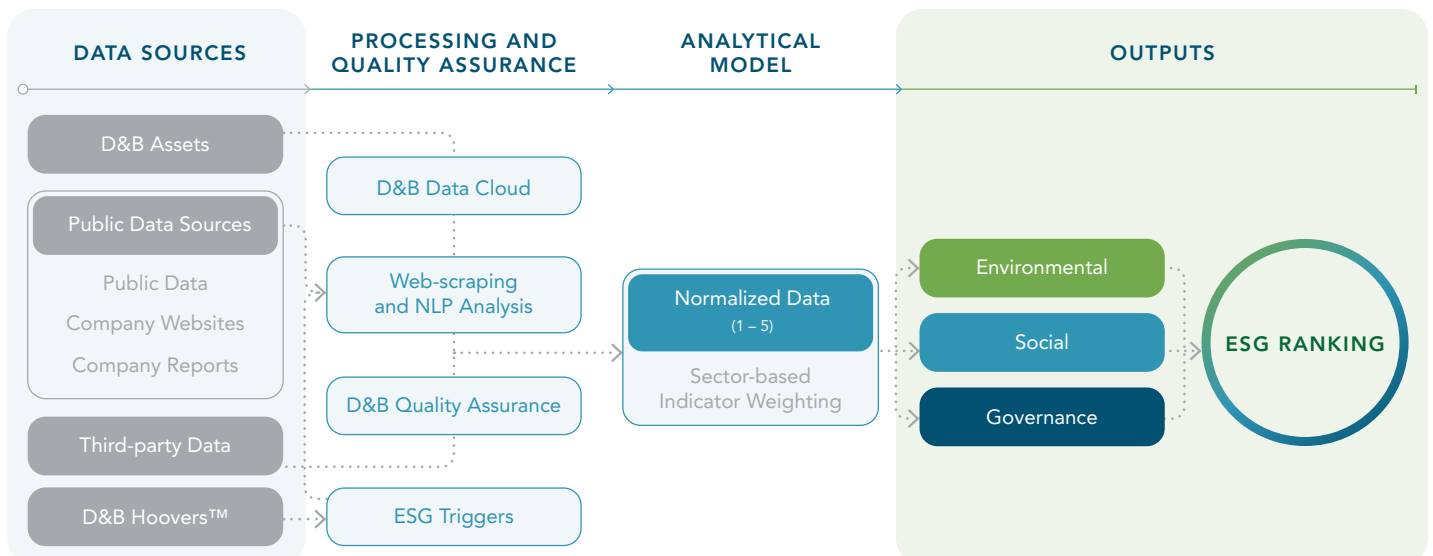 DATA SOURCES
PROCESSING AND
QUALITY ASSURANCE
ANALYTICAL
MODEL
OUTPUTS
D&B Assets
Public Data Sources
Public Data
Company Websites
Company Reports
Third-party Data
D&B Hoovers™
D&B Data Cloud
Web-scraping
and NLP Analysis
D&B Quality Assurance
ESG Triggers
Normalized Data
(1 – 5)
Sector-based
Indicator Weighting
Environmental
Social
Governance
ESG RANKING